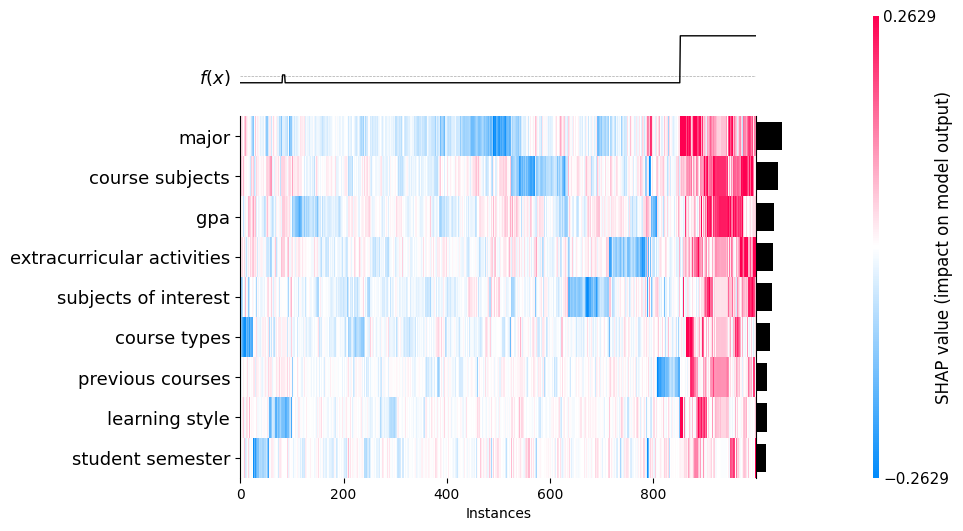 0.2629
f(x)
major
course subjects
gpa
extracurricular activities
subjects of interest
course types
previous courses
learning style
student semester
0 200 400 600 800
Instances
SHAP value (impact on model output)
−0.2629